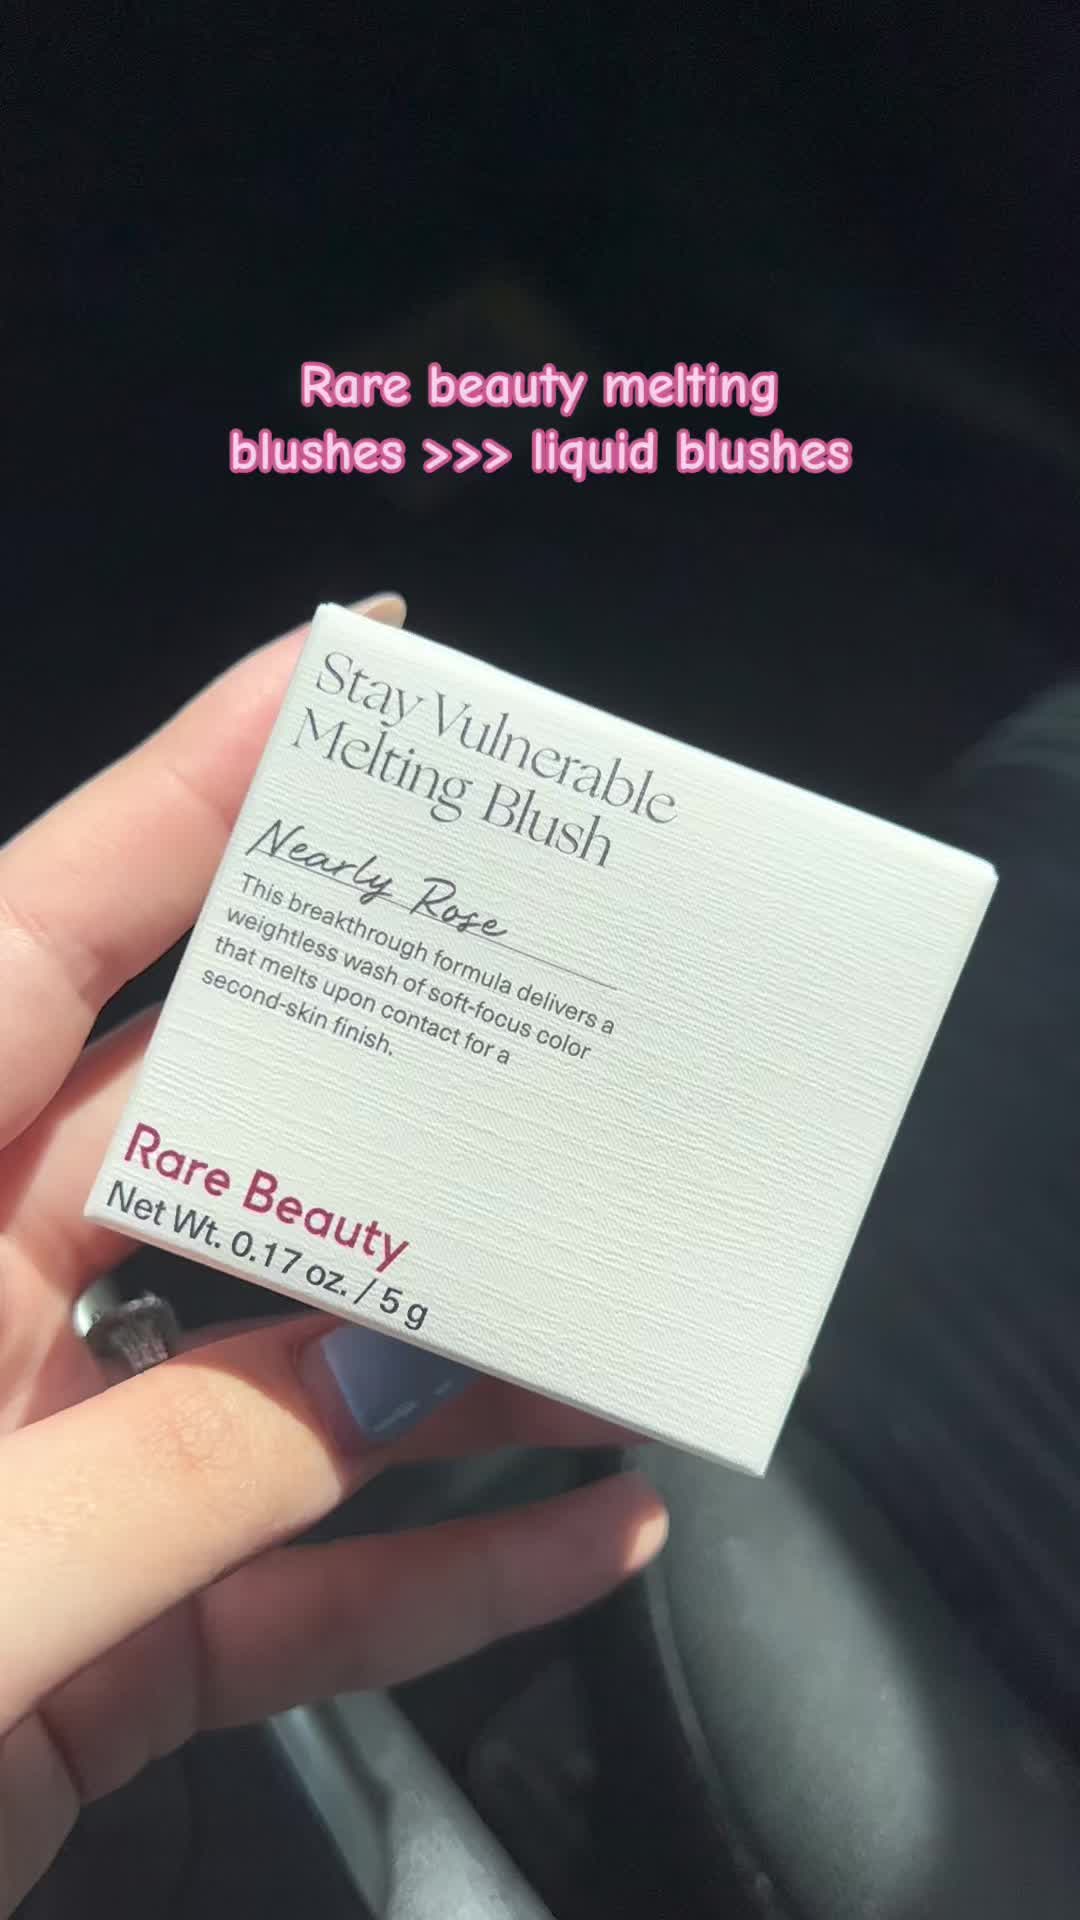 Rare beauty melting
blushes >>> liquid blushes
Stay Vulnerable
Melting Blush
Nearly Rose
This breakthrough formula delivers a
weightless wash of soft-focus color
that melts upon contact for a
second-skin finish.
Rare Beauty
Net Wt. 0.17 oz. / 5 g